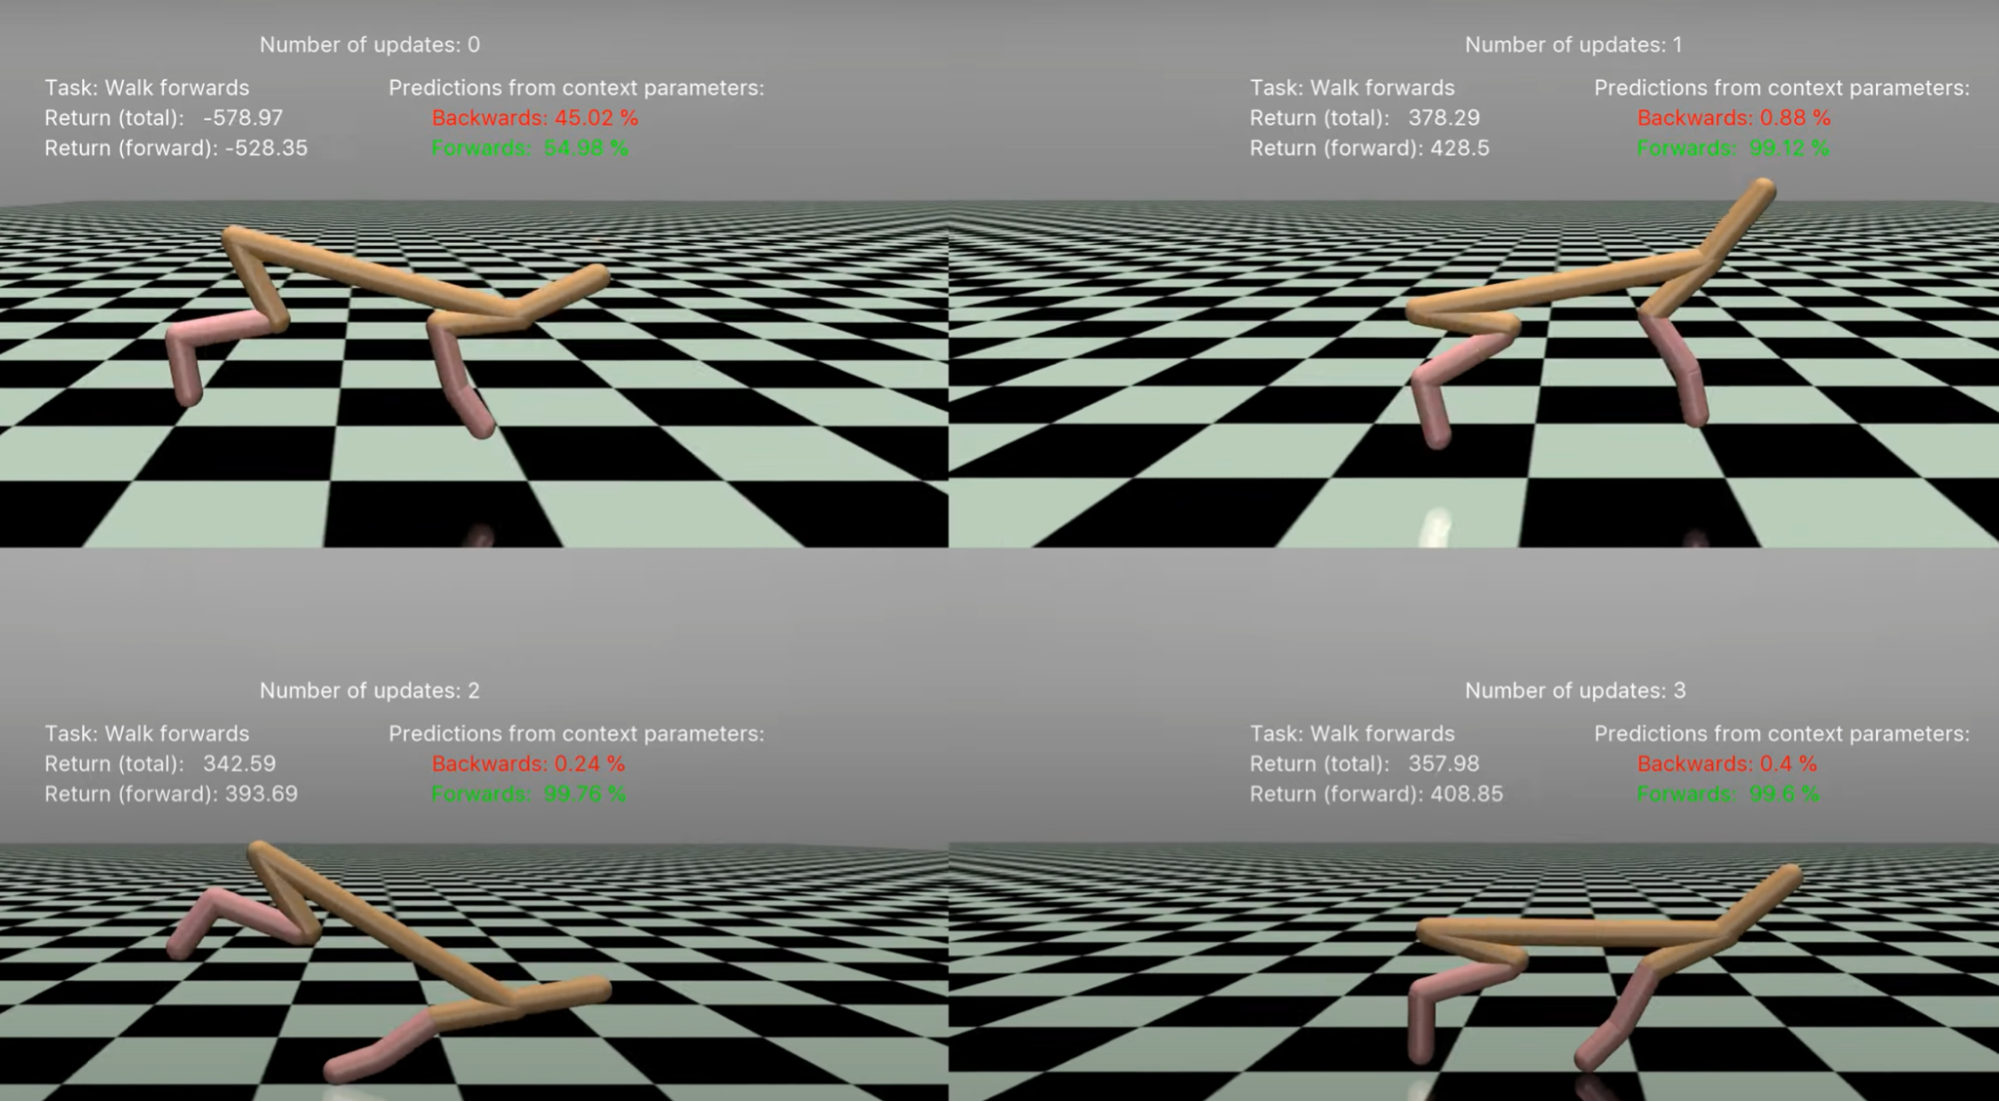 Number of updates: 0
Task: Walk forwards
Return (total): -578.97
Return (forward): -528.35
Predictions from context parameters:
Backwards: 45.02 %
Forwards: 54.98 %
Number of updates: 1
Task: Walk forwards
Return (total): 378.29
Return (forward): 428.5
Predictions from context parameters:
Backwards: 0.88 %
Forwards: 99.12 %
Number of updates: 2
Task: Walk forwards
Return (total): 342.59
Return (forward): 393.69
Predictions from context parameters:
Backwards: 0.24 %
Forwards: 99.76 %
Number of updates: 3
Task: Walk forwards
Return (total): 357.98
Return (forward): 408.85
Predictions from context parameters:
Backwards: 0.4 %
Forwards: 99.6 %